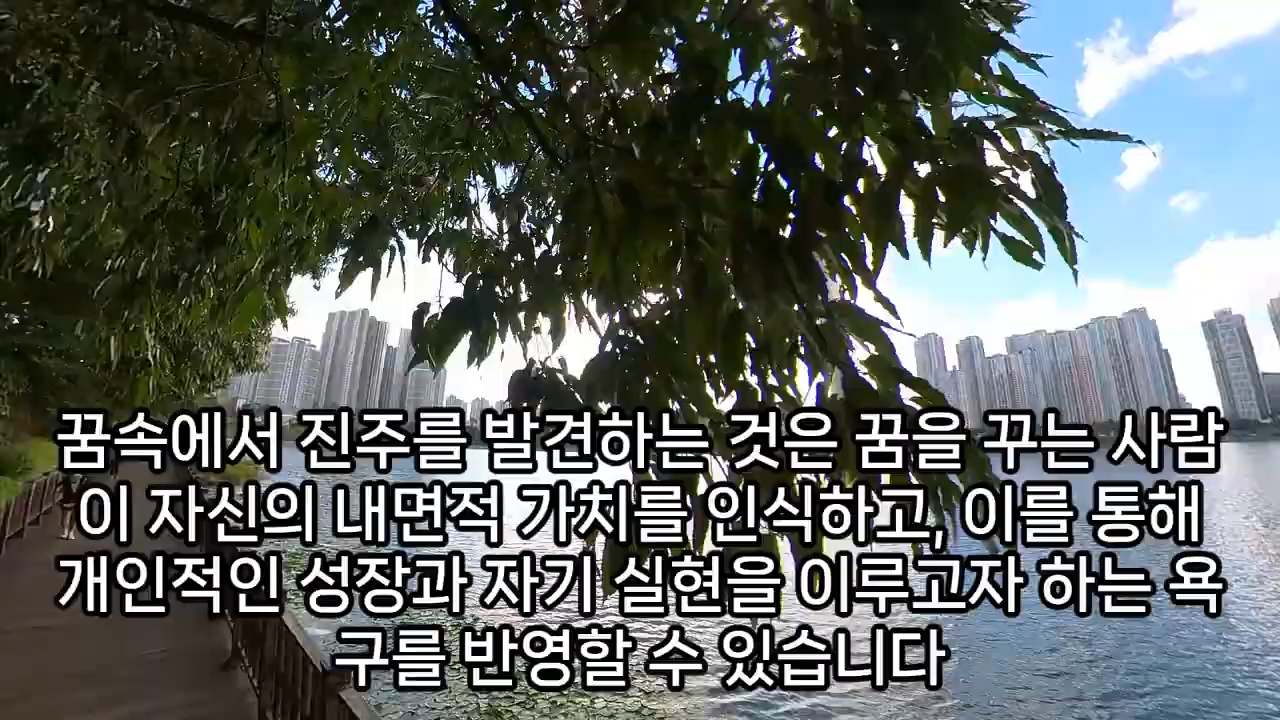 꿈속에서 진주를 발견하는 것은 꿈을 꾸는 사람
이 자신의 내면적 가치를 인식하고, 이를 통해
개인적인 성장과 자기 실현을 이루고자 하는 욕
구를 반영할 수 있습니다